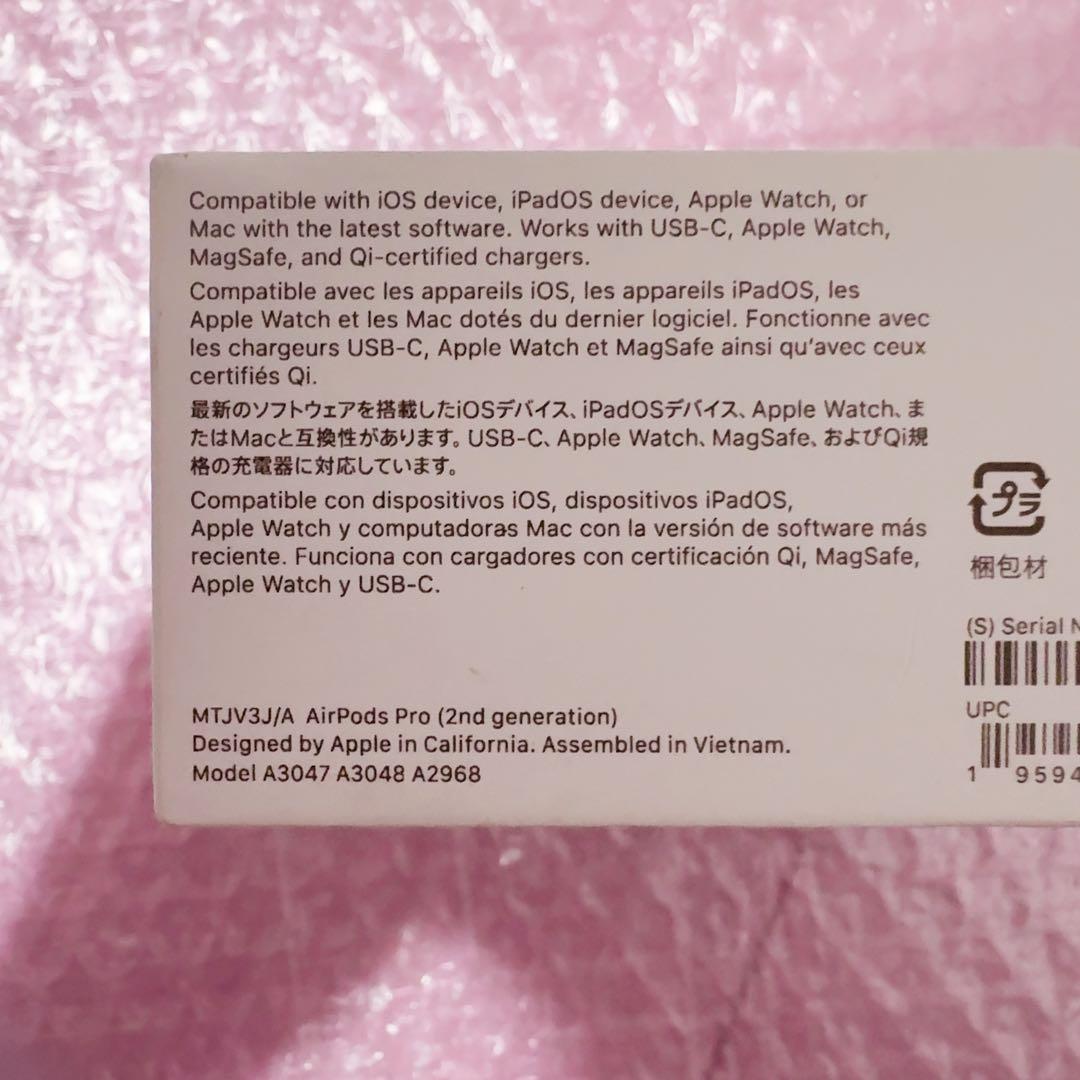 Compatible with iOS device, iPadOS device, Apple Watch, or
Mac with the latest software. Works with USB-C, Apple Watch,
MagSafe, and Qi-certified chargers.
Compatible avec les appareils iOS, les appareils iPadOS, les
Apple Watch et les Mac dotés du dernier logiciel. Fonctionne avec
les chargeurs USB-C, Apple Watch et MagSafe ainsi qu'avec ceux
certifiés Qi.
最新のソフトウェアを搭載したiOSデバイス、iPadOSデバイス、Apple Watch、ま
たはMacと互換性があります。USB-C、Apple Watch、MagSafe、およびQi規
格の充電器に対応しています。
Compatible con dispositivos iOS, dispositivos iPadOS,
Apple Watch y computadoras Mac con la versión de software más
reciente. Funciona con cargadores con certificación Qi, MagSafe,
Apple Watch y USB-C.
MTJV3J/A AirPods Pro (2nd generation)
Designed by Apple in California. Assembled in Vietnam.
Model A3047 A3048 A2968
プラ
梱包材
(S) Serial
UPC
1 9594